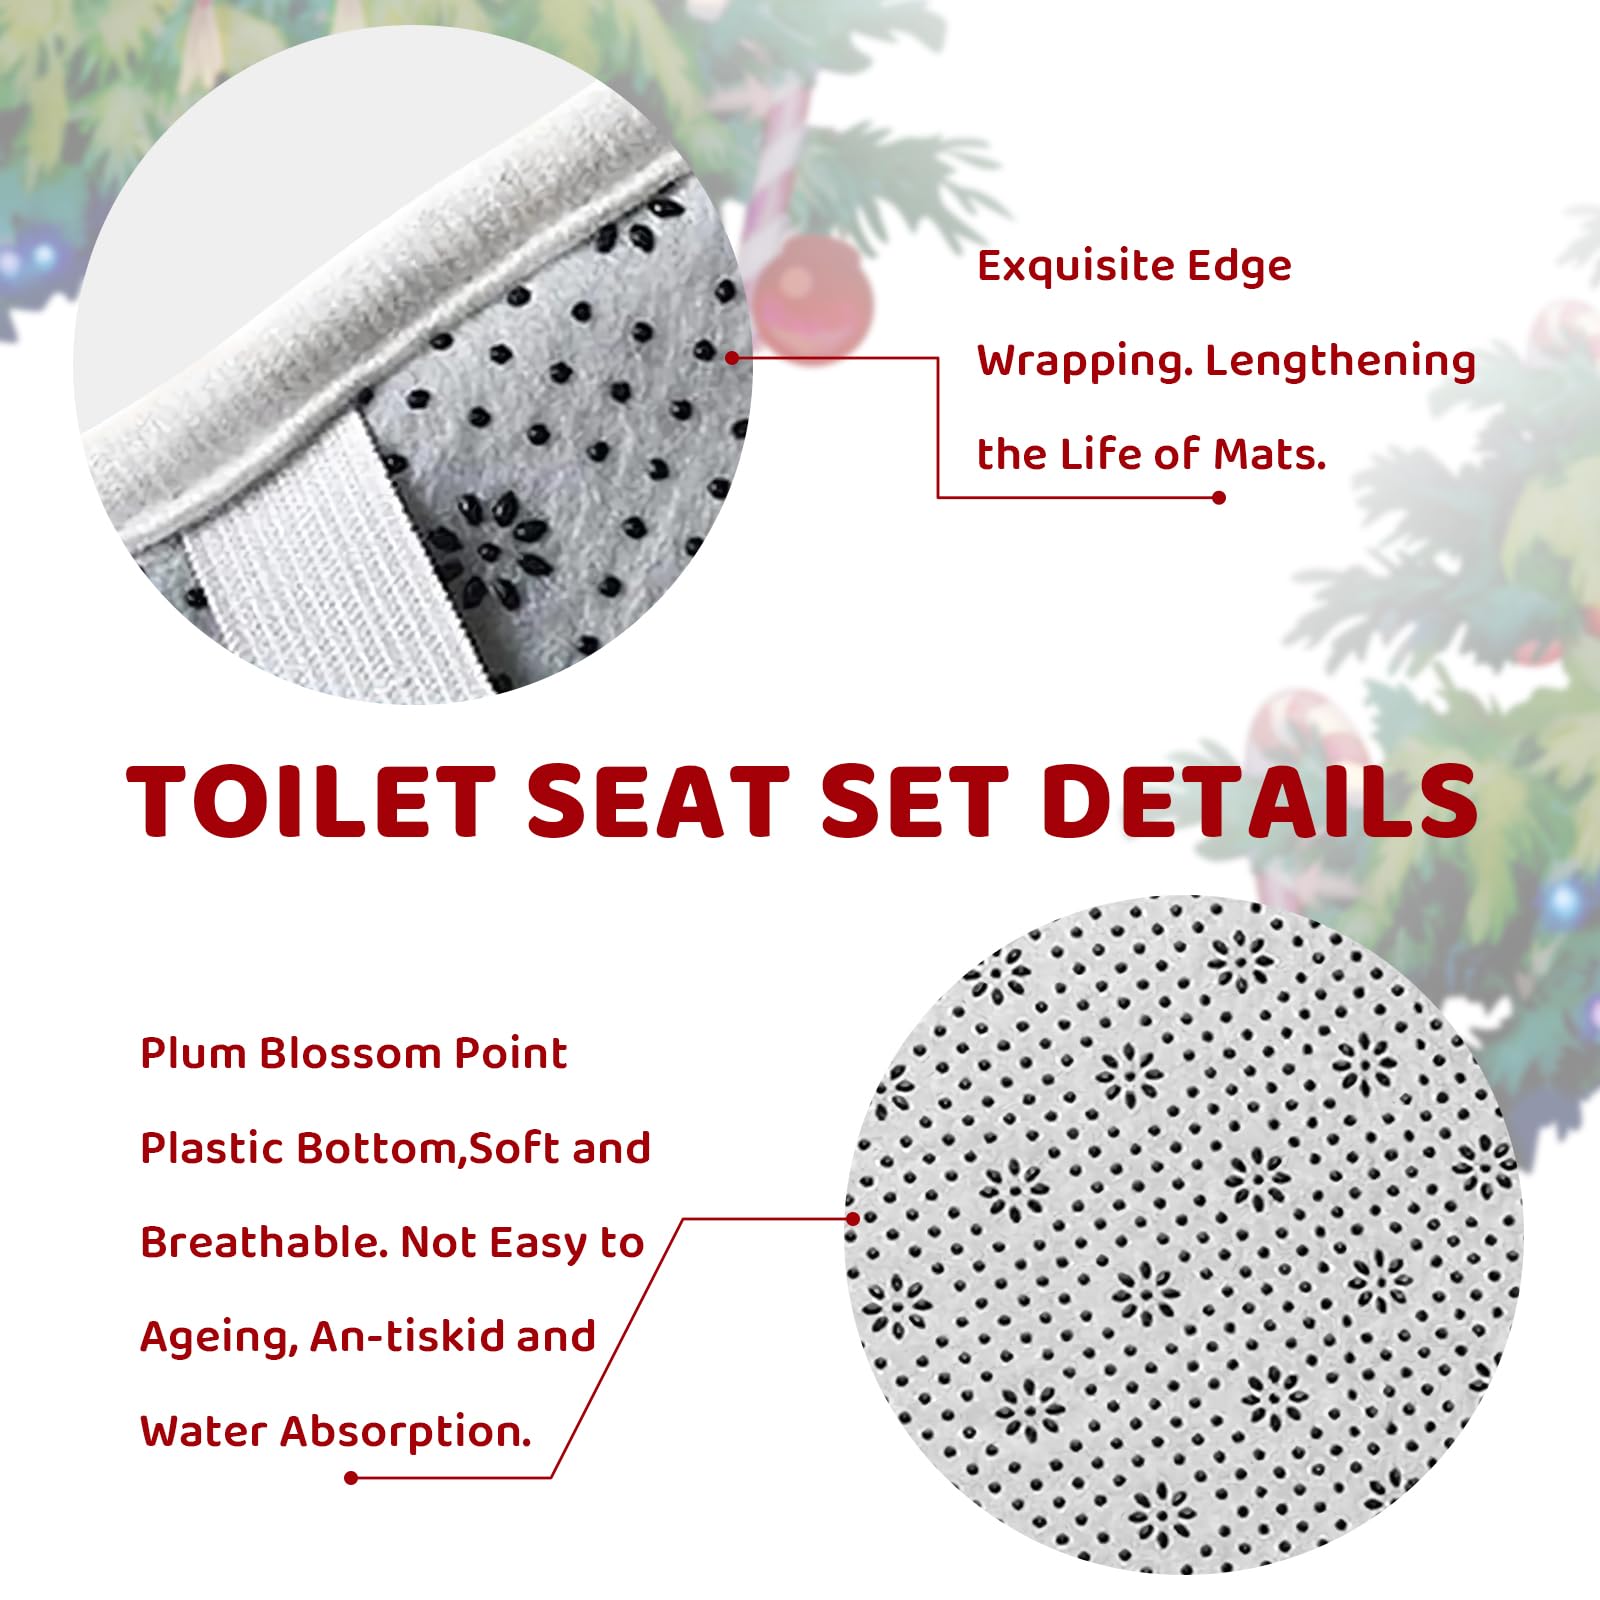 Exquisite Edge
Wrapping. Lengthening
the Life of Mats.
TOILET SEAT SET DETAILS
Plum Blossom Point
Plastic Bottom,Soft and
Breathable. Not Easy to
Ageing, An-tiskid and
Water Absorption.